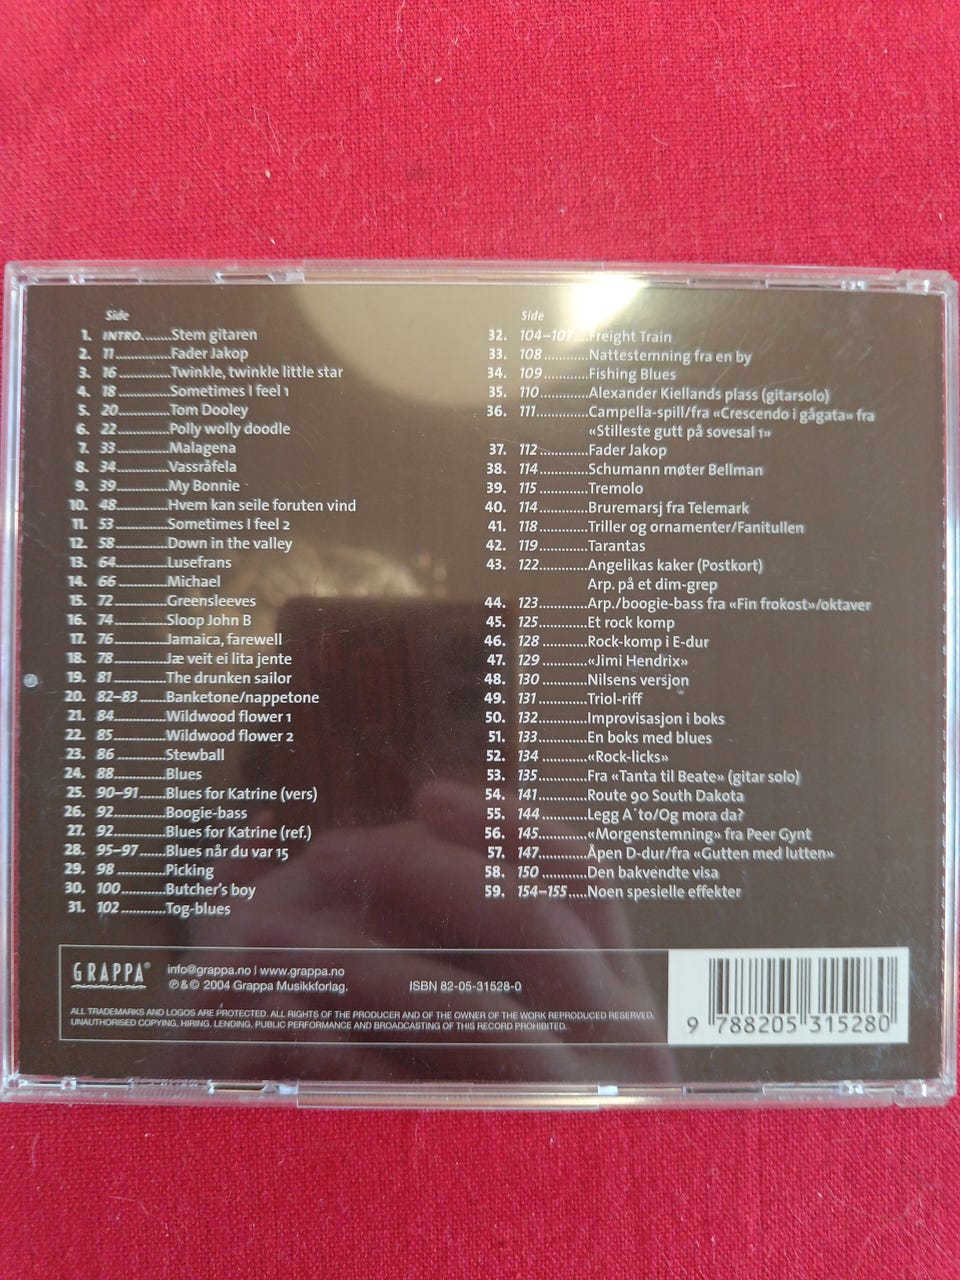 Side
1. INTRO........Stem gitaren
2. 11..............Fader Jakop
3. 16..............Twinkle, twinkle little star
4. 18..............Sometimes I feel 1
5. 20.............Tom Dooley
6. 22.............Polly wolly doodle
7. 33.............Malagena
8. 34.............Vassråfela
9. 39.............My Bonnie
10. 48.............Hvem kan seile foruten vind
11. 53.............Sometimes I feel 2
12. 58.............Down in the valley
13. 64.............Lusefrans
14. 66.............Michael
15. 72.............Greensleeves
16. 74.............Sloop John B
17. 76.............Jamaica, farewell
18. 78.............Jæ veit ei lita jente
19. 81.............The drunken sailor
20. 82–83.......Banketone/nappetone
21. 84.............Wildwood flower 1
22. 85.............Wildwood flower 2
23. 86.............Stewball
24. 88.............Blues
25. 90–91.......Blues for Katrine (vers)
26. 92.............Boogie-bass
27. 92.............Blues for Katrine (ref.)
28. 95–97.......Blues når du var 15
29. 98.............Picking
30. 100...........Butcher's boy
31. 102...........Tog-blues
Side
32. 104–107....Freight Train
33. 108...........Nattestemning fra en by
34. 109...........Fishing Blues
35. 110............Alexander Kiellands plass (gitarsolo)
36. 111.............Campella-spill/fra «Crescendo i gågata» fra
«Stilleste gutt på sovesal 1»
37. 112............Fader Jakop
38. 114............Schumann møter Bellman
39. 115............Tremolo
40. 114............Bruremarsj fra Telemark
41. 118............Triller og ornamenter/Fanitullen
42. 119............Tarantas
43. 122............Angelikas kaker (Postkort)
Arp. på et dim-grep
44. 123............Arp./boogie-bass fra «Fin frokost»/oktaver
45. 125............Et rock komp
46. 128............Rock-komp i E-dur
47. 129............«Jimi Hendrix»
48. 130............Nilsens versjon
49. 131............Triol-riff
50. 132............Improvisasjon i boks
51. 133............En boks med blues
52. 134............«Rock-licks»
53. 135............Fra «Tanta til Beate» (gitar solo)
54. 141............Route 90 South Dakota
55. 144............Legg A´to/Og mora da?
56. 145............«Morgenstemning» fra Peer Gynt
57. 147............Åpen D-dur/fra «Gutten med lutten»
58. 150............Den bakvendte visa
59. 154–155.....Noen spesielle effekter
GRAPPA®
info@grappa.no | www.grappa.no
℗ & © 2004 Grappa Musikkforlag.
ISBN 82-05-31528-0
ALL TRADEMARKS AND LOGOS ARE PROTECTED. ALL RIGHTS OF THE PRODUCER AND OF THE OWNER OF THE WORK REPRODUCED RESERVED.
UNAUTHORISED COPYING, HIRING, LENDING, PUBLIC PERFORMANCE AND BROADCASTING OF THIS RECORD PROHIBITED.
9 788205 315280